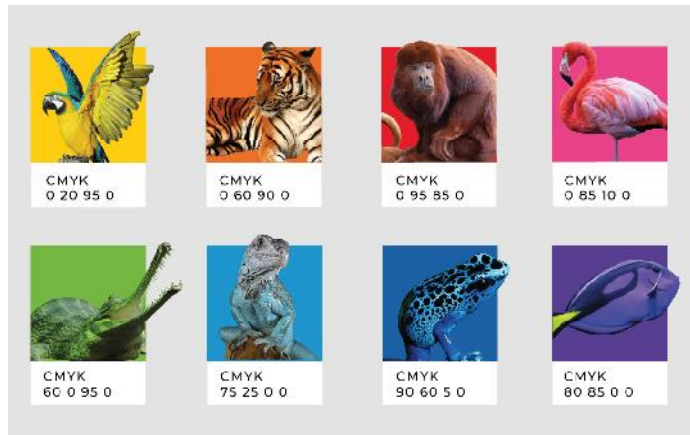 CMYK
0 20 95 0
CMYK
0 60 90 0
CMYK
0 95 85 0
CMYK
0 85 10 0
CMYK
60 0 95 0
CMYK
75 25 0 0
CMYK
90 60 5 0
CMYK
80 85 0 0